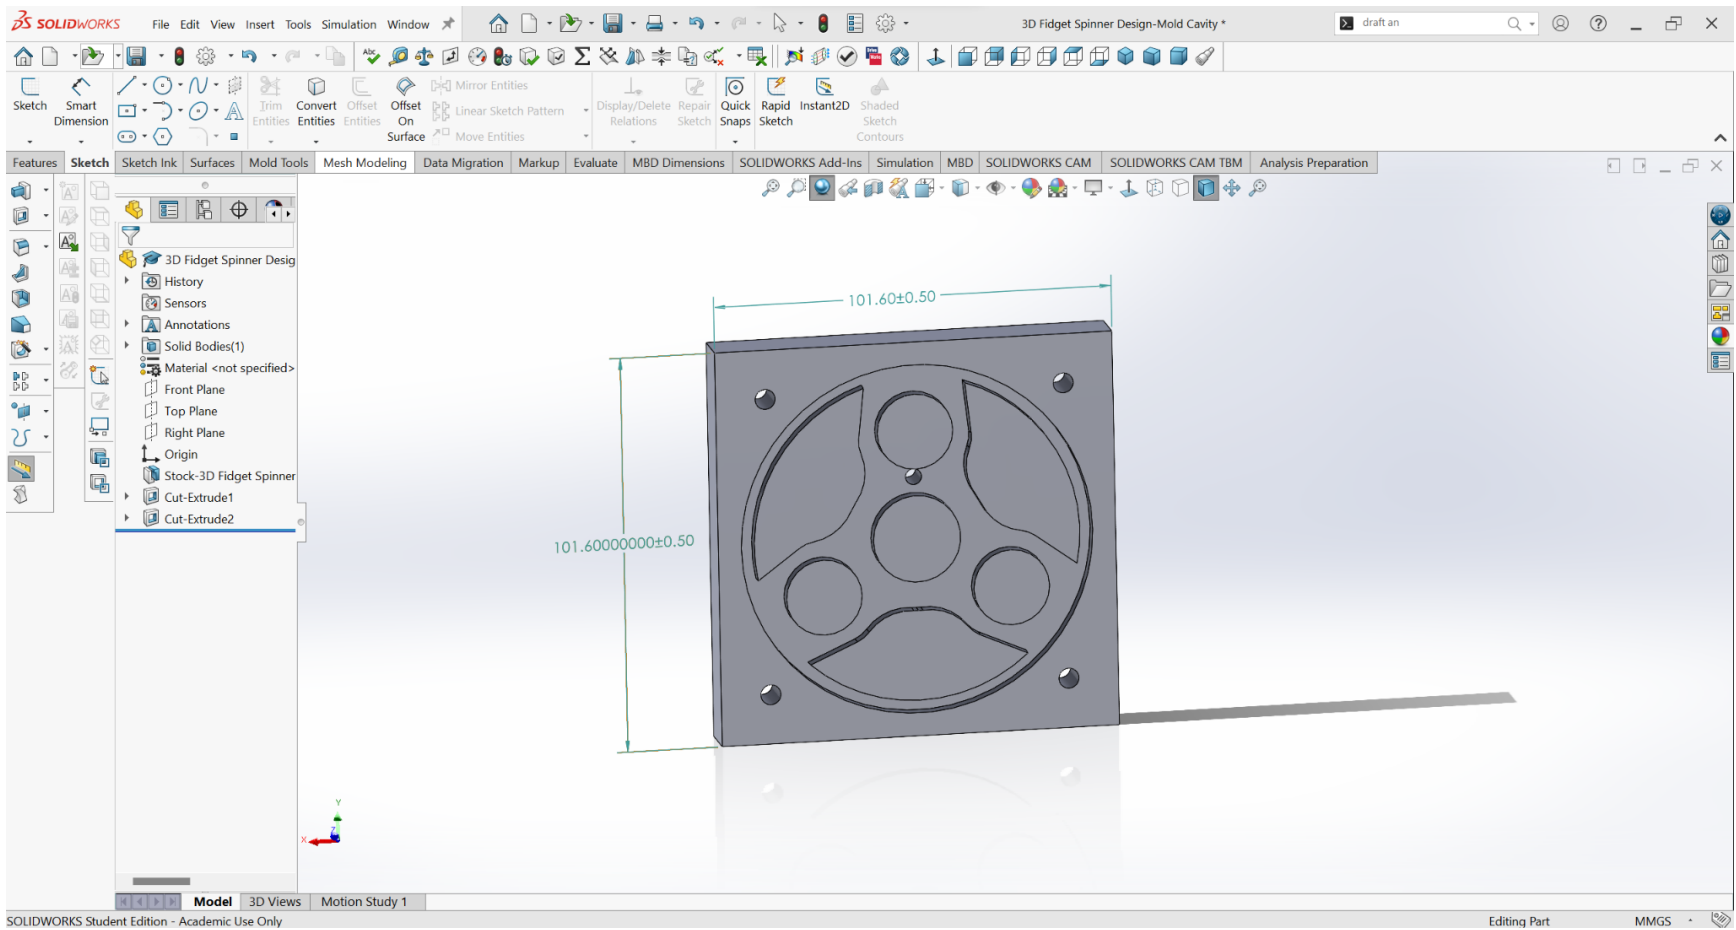 SOLIDWORKS File Edit View Insert Tools Simulation Window 3D Fidget Spinner Design-Mold Cavity * draft an
Sketch Smart Dimension Trim Entities Convert Entities Offset Entities Offset On Surface Mirror Entities Linear Sketch Pattern Move Entities Display/Delete Relations Repair Sketch Quick Snaps Rapid Sketch Instant2D Shaded Sketch Contours
Features Sketch Sketch Ink Surfaces Mold Tools Mesh Modeling Data Migration Markup Evaluate MBD Dimensions SOLIDWORKS Add-Ins Simulation MBD SOLIDWORKS CAM SOLIDWORKS CAM TBM Analysis Preparation
3D Fidget Spinner Desig
History
Sensors
Annotations
Solid Bodies(1)
Material <not specified>
Front Plane
Top Plane
Right Plane
Origin
Stock-3D Fidget Spinner
Cut-Extrude1
Cut-Extrude2
101.60±0.50
101.60000000±0.50
Y
Z
X
Model 3D Views Motion Study 1
SOLIDWORKS Student Edition - Academic Use Only Editing Part MMGS